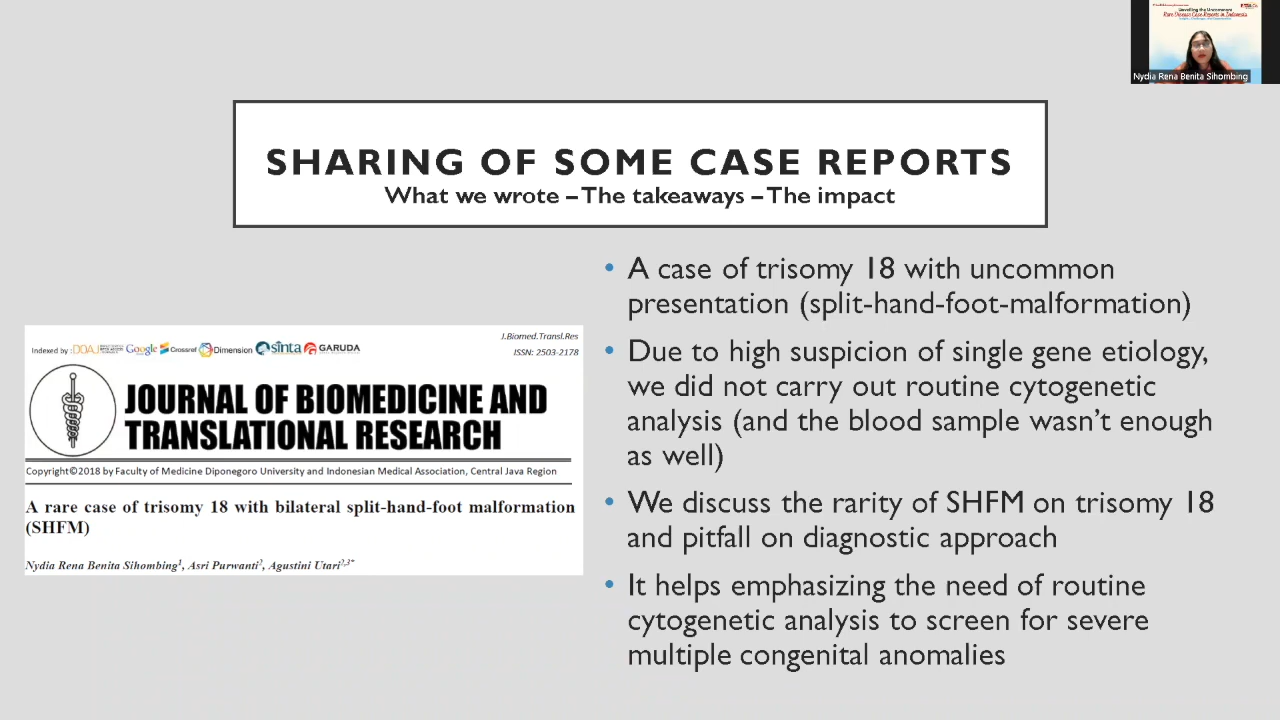 Rare Disease Case Reports in Indonesia
Nydia Rena Benita Sihombing
SHARING OF SOME CASE REPORTS
What we wrote – The takeaways – The impact
Indexed by : DOAJ Google Crossref Dimension sinta GARUDA
J.Biomed.Transl.Res
ISSN: 2503-2178
JOURNAL OF BIOMEDICINE AND
TRANSLATIONAL RESEARCH
Copyright©2018 by Faculty of Medicine Diponegoro University and Indonesian Medical Association, Central Java Region
A rare case of trisomy 18 with bilateral split-hand-foot malformation
(SHFM)
Nydia Rena Benita Sihombing¹, Asri Purwanti², Agustini Utari²,³*
• A case of trisomy 18 with uncommon
presentation (split-hand-foot-malformation)
• Due to high suspicion of single gene etiology,
we did not carry out routine cytogenetic
analysis (and the blood sample wasn’t enough
as well)
• We discuss the rarity of SHFM on trisomy 18
and pitfall on diagnostic approach
• It helps emphasizing the need of routine
cytogenetic analysis to screen for severe
multiple congenital anomalies